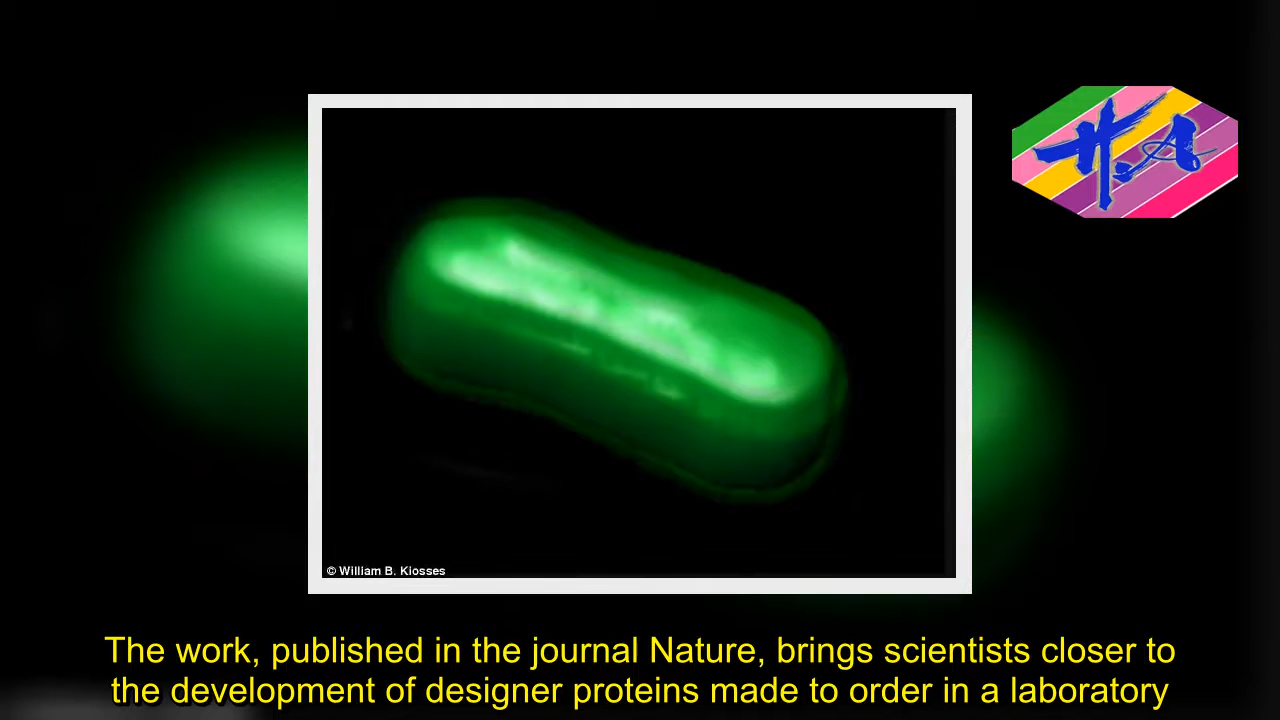 H.A
© William B. Kiosses
The work, published in the journal Nature, brings scientists closer to
the development of designer proteins made to order in a laboratory